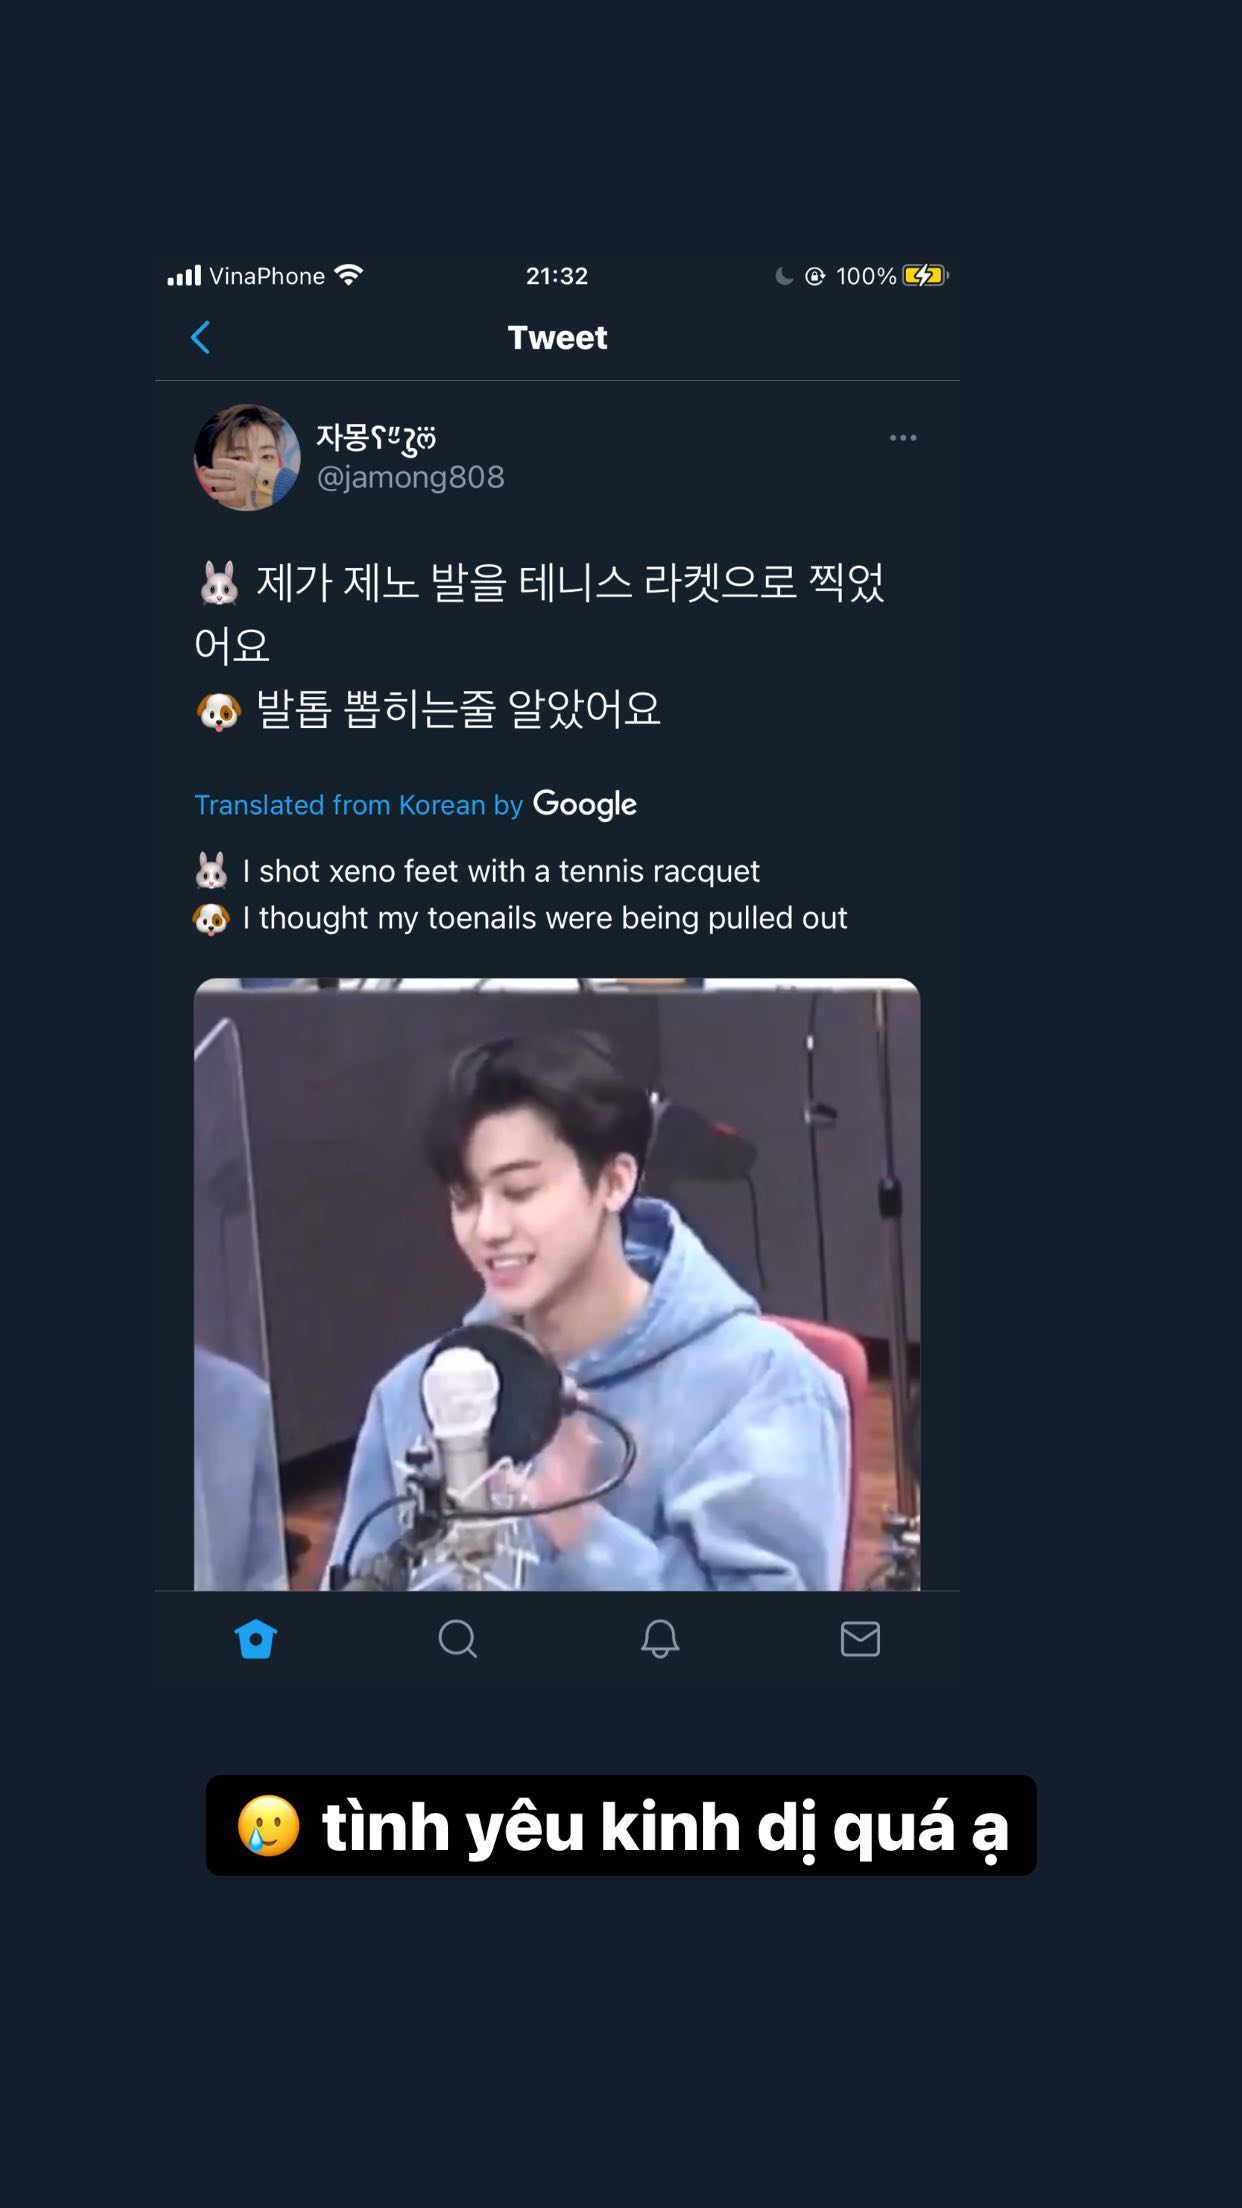 VinaPhone 21:32 100%
Tweet
자몽ʕ
@jamong808
🐰 제가 제노 발을 테니스 라켓으로 찍었
어요
🐶 발톱 뽑히는줄 알았어요
Translated from Korean by Google
🐰 I shot xeno feet with a tennis racquet
🐶 I thought my toenails were being pulled out
🥲 tình yêu kinh dị quá ạ